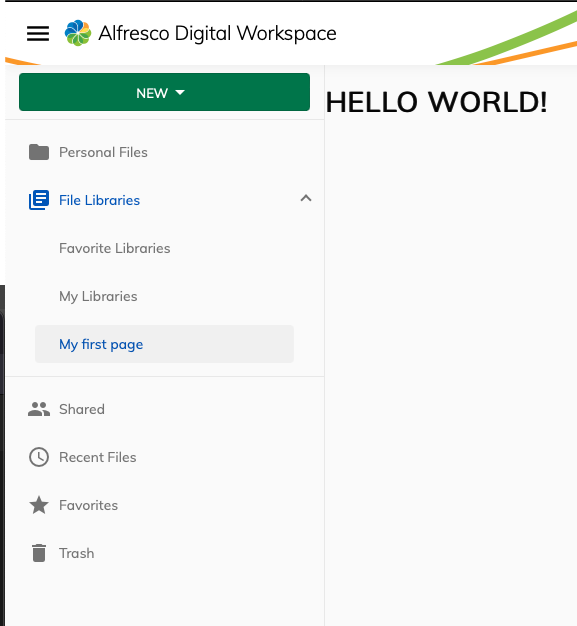 Alfresco Digital Workspace
NEW
HELLO WORLD!
Personal Files
File Libraries
Favorite Libraries
My Libraries
My first page
Shared
Recent Files
Favorites
Trash